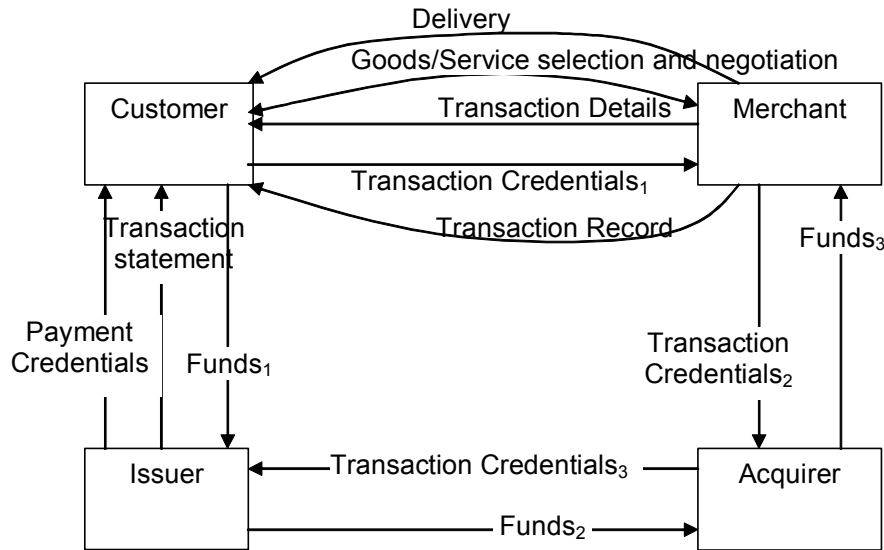 Delivery
Goods/Service selection and negotiation
Customer
Transaction Details
Merchant
Transaction Credentials₁
Transaction
statement
Transaction Record
Funds₃
Payment
Credentials
Funds₁
Transaction
Credentials₂
Issuer
Transaction Credentials₃
Acquirer
Funds₂